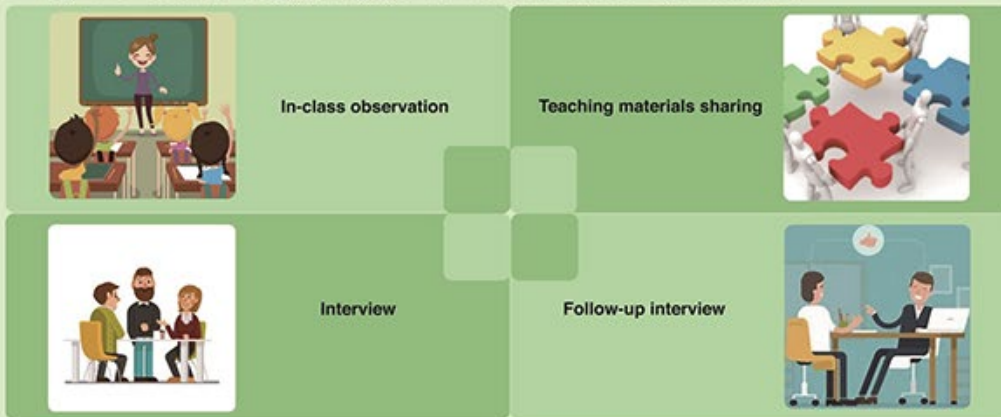 In-class observation
Teaching materials sharing
Interview
Follow-up interview